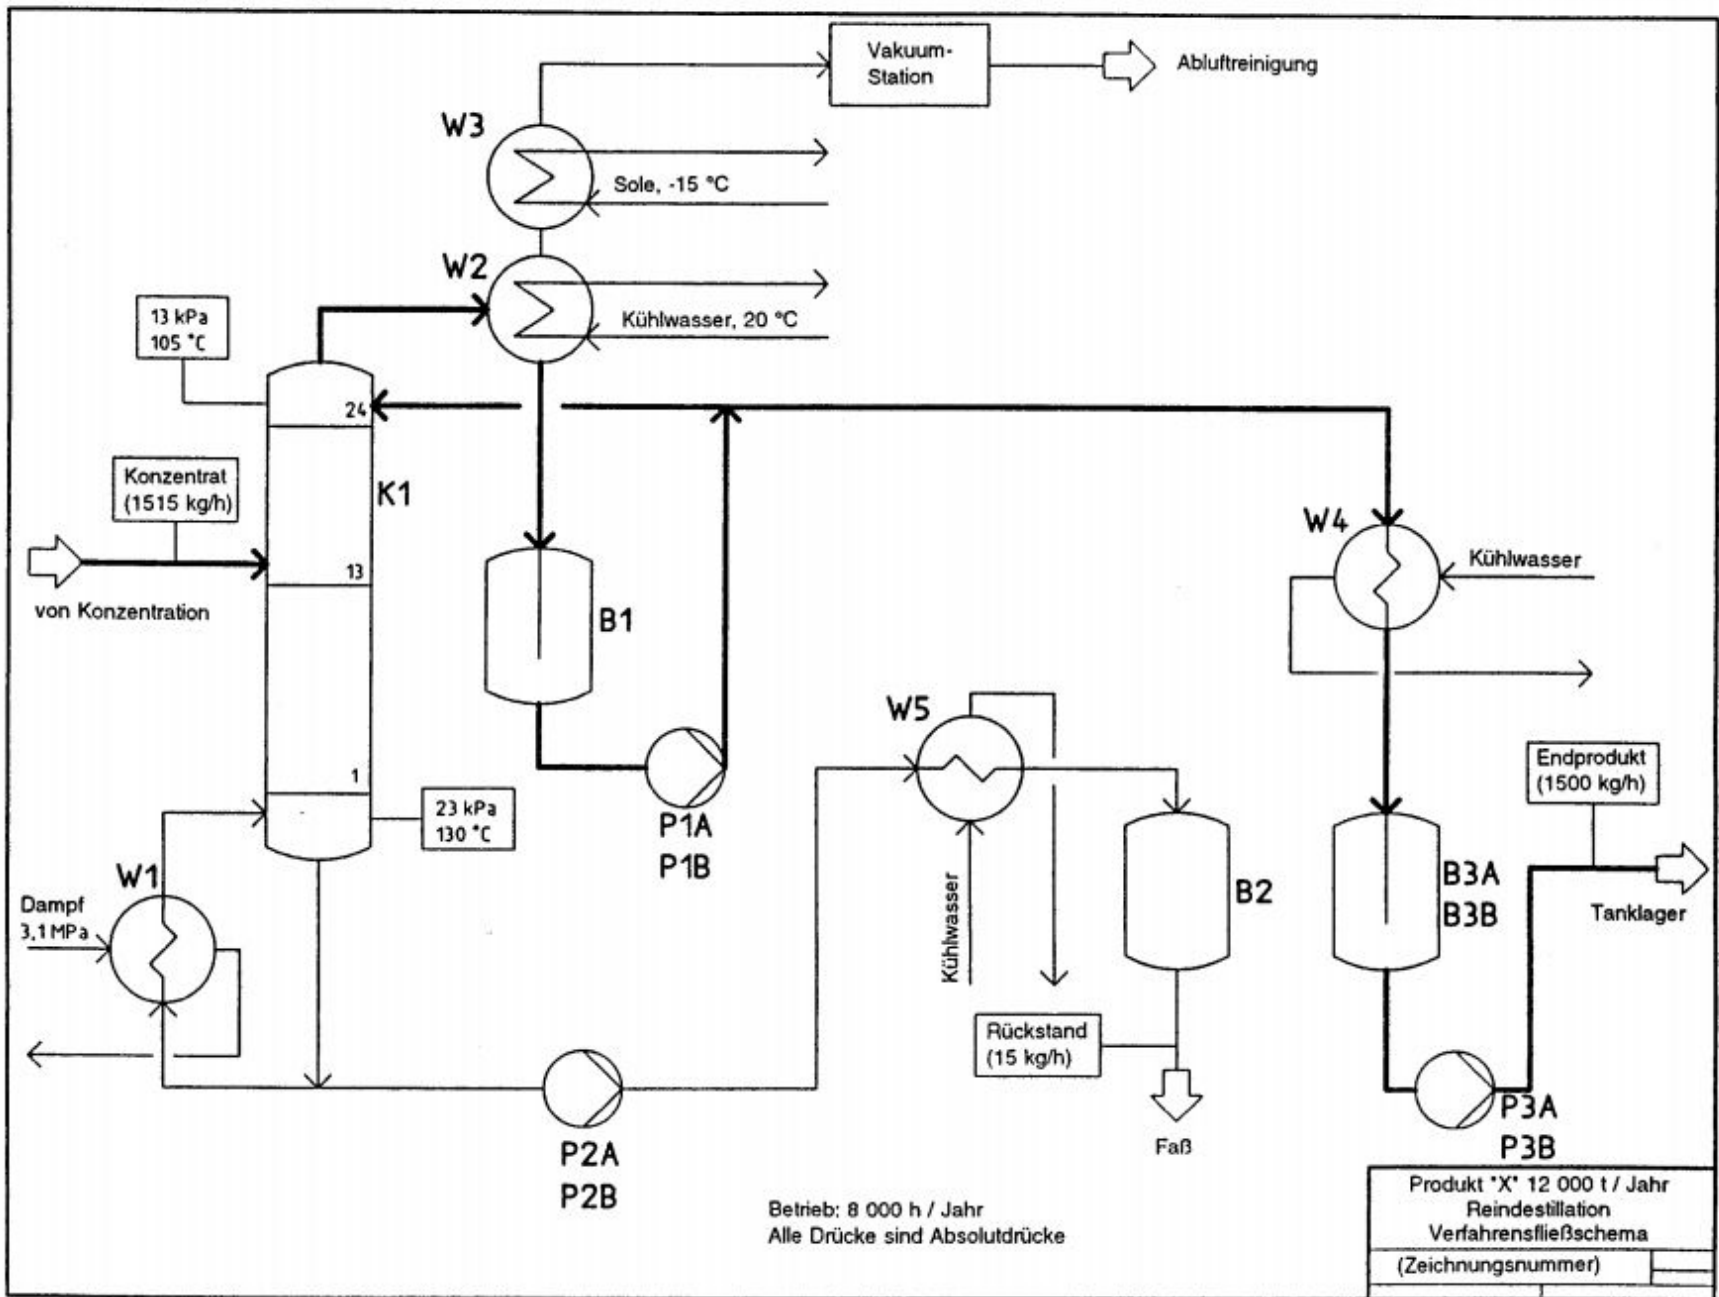 Vakuum-
Station
Abluftreinigung
W3
Sole, -15 °C
W2
Kühlwasser, 20 °C
13 kPa
105 °C
24
Konzentrat
(1515 kg/h)
K1
13
von Konzentration
B1
W4
Kühlwasser
W5
1
23 kPa
130 °C
P1A
P1B
Endprodukt
(1500 kg/h)
W1
Dampf
3,1 MPa
Kühlwasser
B2
B3A
B3B
Tanklager
Rückstand
(15 kg/h)
Faß
P2A
P2B
P3A
P3B
Betrieb: 8 000 h / Jahr
Alle Drücke sind Absolutdrücke
Produkt "X" 12 000 t / Jahr
Reindestillation
Verfahrensfließschema
(Zeichnungsnummer)